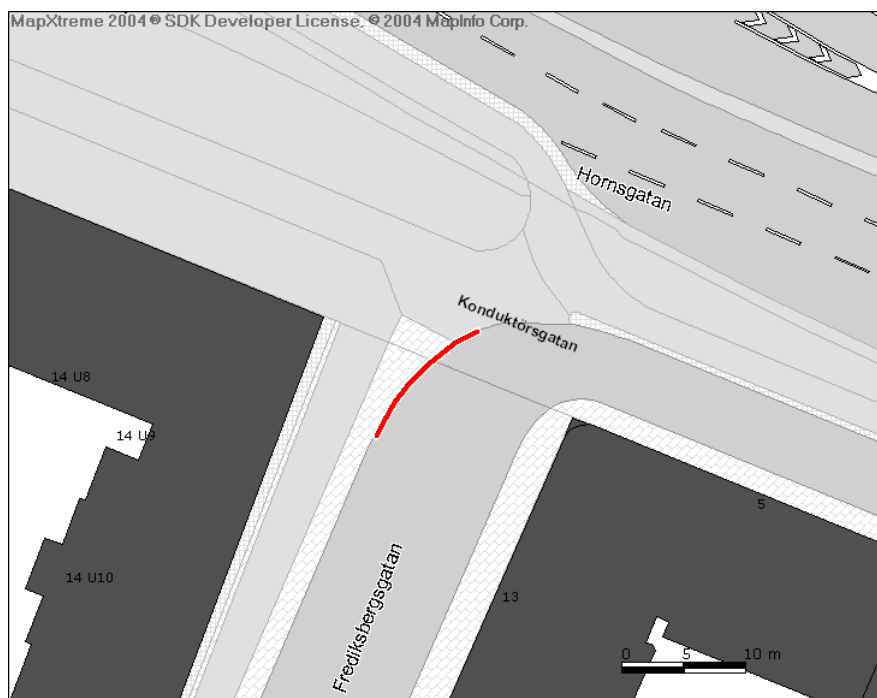 MapXtreme 2004 ® SDK Developer License, © 2004 MapInfo Corp.
Hornsgatan
Konduktörsgatan
14 U8
14 U9
5
14 U10
13
Frediksbergsgatan
0 5 10 m